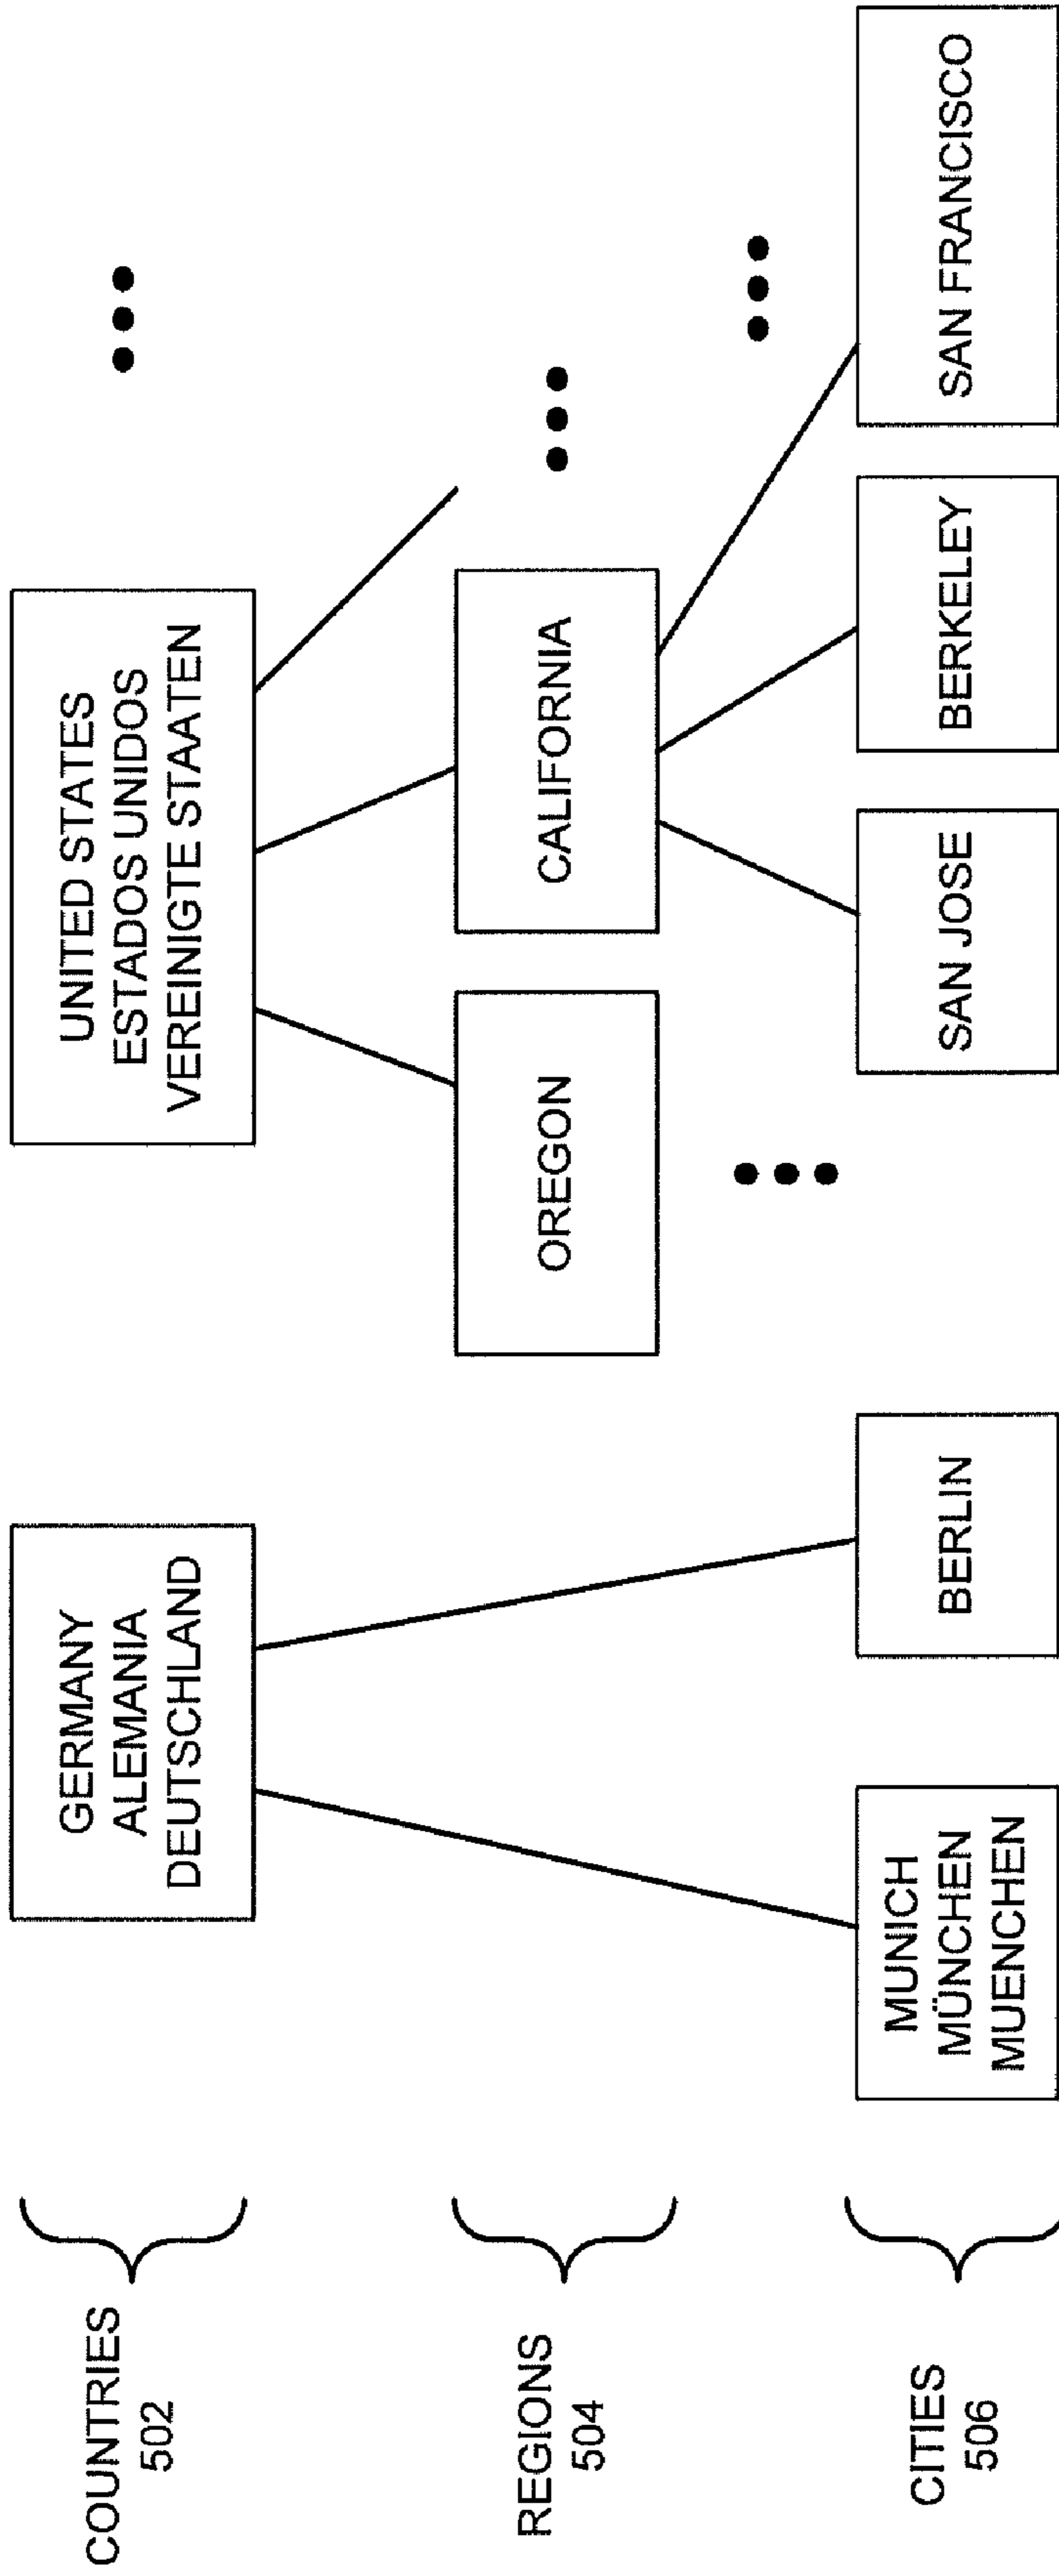 COUNTRIES
502
GERMANY
ALEMANIA
DEUTSCHLAND
UNITED STATES
ESTADOS UNIDOS
VEREINIGTE STAATEN
REGIONS
504
OREGON
CALIFORNIA
CITIES
506
MUNICH
MÜNCHEN
MUENCHEN
BERLIN
SAN JOSE
BERKELEY
SAN FRANCISCO